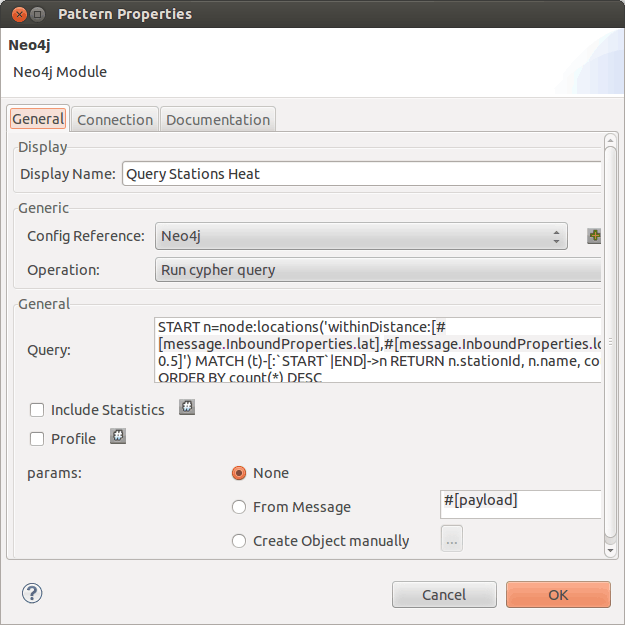 Pattern Properties
Neo4j
Neo4j Module
General Connection Documentation
Display
Display Name: Query Stations Heat
Generic
Config Reference: Neo4j
Operation: Run cypher query
General
Query:
START n=node:locations('withinDistance:[#
[message.InboundProperties.lat],#[message.InboundProperties.lo
0.5]') MATCH (t)-[:`START`|END]->n RETURN n.stationId, n.name, co
ORDER BY count(*) DESC
Include Statistics #
Profile #
params: None
From Message #[payload]
Create Object manually ...
? Cancel OK